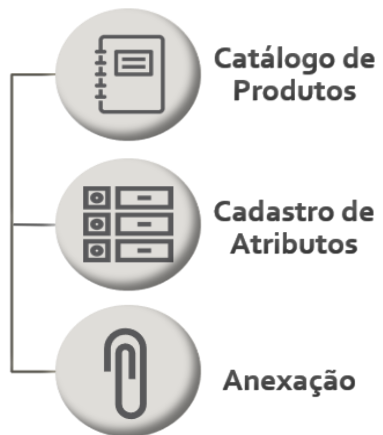 Catálogo de
Produtos
Cadastro de
Atributos
Anexação